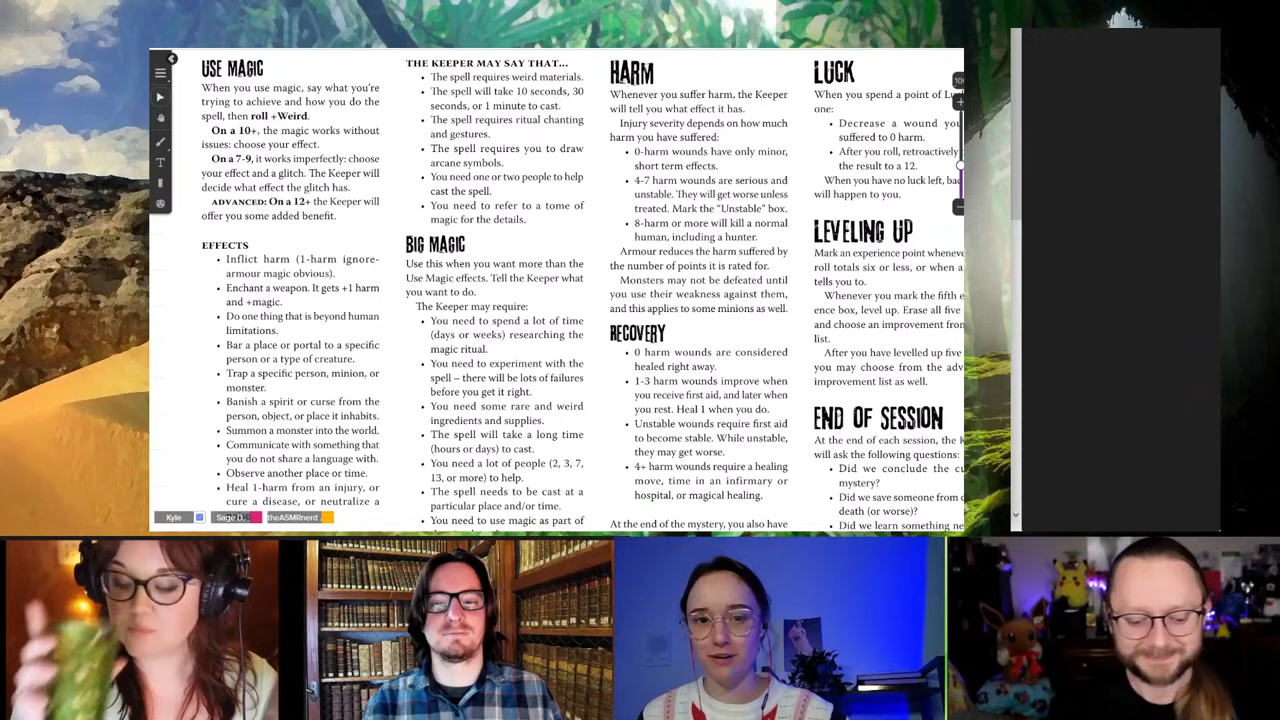 USE MAGIC
When you use magic, say what you're
trying to achieve and how you do the
spell, then roll +Weird.
On a 10+, the magic works without
issues: choose your effect.
On a 7-9, it works imperfectly: choose
your effect and a glitch. The Keeper will
decide what effect the glitch has.
ADVANCED: On a 12+ the Keeper will
offer you some added benefit.
EFFECTS
• Inflict harm (1-harm ignore-
armour magic obvious).
• Enchant a weapon. It gets +1 harm
and +magic.
• Do one thing that is beyond human
limitations.
• Bar a place or portal to a specific
person or a type of creature.
• Trap a specific person, minion, or
monster.
• Banish a spirit or curse from the
person, object, or place it inhabits.
• Summon a monster into the world.
• Communicate with something that
you do not share a language with.
• Observe another place or time.
• Heal 1-harm from an injury, or
cure a disease, or neutralize a
THE KEEPER MAY SAY THAT...
• The spell requires weird materials.
• The spell will take 10 seconds, 30
seconds, or 1 minute to cast.
• The spell requires ritual chanting
and gestures.
• The spell requires you to draw
arcane symbols.
• You need one or two people to help
cast the spell.
• You need to refer to a tome of
magic for the details.
BIG MAGIC
Use this when you want more than the
Use Magic effects. Tell the Keeper what
you want to do.
The Keeper may require:
• You need to spend a lot of time
(days or weeks) researching the
magic ritual.
• You need to experiment with the
spell – there will be lots of failures
before you get it right.
• You need some rare and weird
ingredients and supplies.
• The spell will take a long time
(hours or days) to cast.
• You need a lot of people (2, 3, 7,
13, or more) to help.
• The spell needs to be cast at a
particular place and/or time.
• You need to use magic as part of
HARM
Whenever you suffer harm, the Keeper
will tell you what effect it has.
Injury severity depends on how much
harm you have suffered:
• 0-harm wounds have only minor,
short term effects.
• 4-7 harm wounds are serious and
unstable. They will get worse unless
treated. Mark the "Unstable" box.
• 8-harm or more will kill a normal
human, including a hunter.
Armour reduces the harm suffered by
the number of points it is rated for.
Monsters may not be defeated until
you use their weakness against them,
and this applies to some minions as well.
RECOVERY
• 0 harm wounds are considered
healed right away.
• 1-3 harm wounds improve when
you receive first aid, and later when
you rest. Heal 1 when you do.
• Unstable wounds require first aid
to become stable. While unstable,
they may get worse.
• 4+ harm wounds require a healing
move, time in an infirmary or
hospital, or magical healing.
At the end of the mystery, you also have
LUCK
When you spend a point of Lu
one:
• Decrease a wound you
suffered to 0 harm.
• After you roll, retroactively
the result to a 12.
When you have no luck left, bad
will happen to you.
LEVELING UP
Mark an experience point wheneve
roll totals six or less, or when a
tells you to.
Whenever you mark the fifth e
ence box, level up. Erase all five
and choose an improvement from
list.
After you have levelled up five
you may choose from the adv
improvement list as well.
END OF SESSION
At the end of each session, the K
will ask the following questions:
• Did we conclude the cu
mystery?
• Did we save someone from c
death (or worse)?
• Did we learn something ne
Kyle
Sage D.
theASMRnerd